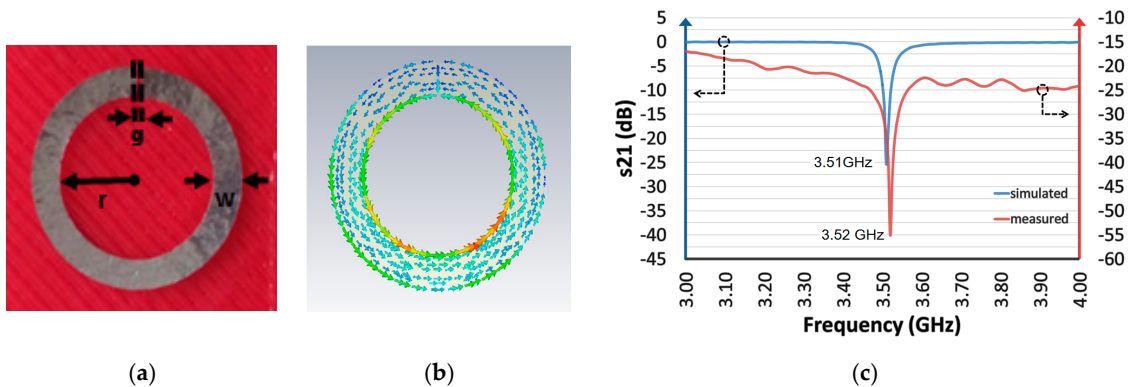 g
r
w
5
0
-5
-10
-15
-20
-25
-30
-35
-40
-45
s21 (dB)
-10
-15
-20
-25
-30
-35
-40
-45
-50
-55
-60
3.51GHz
3.52 GHz
simulated
measured
3.00
3.10
3.20
3.30
3.40
3.50
3.60
3.70
3.80
3.90
4.00
Frequency (GHz)
(a)
(b)
(c)